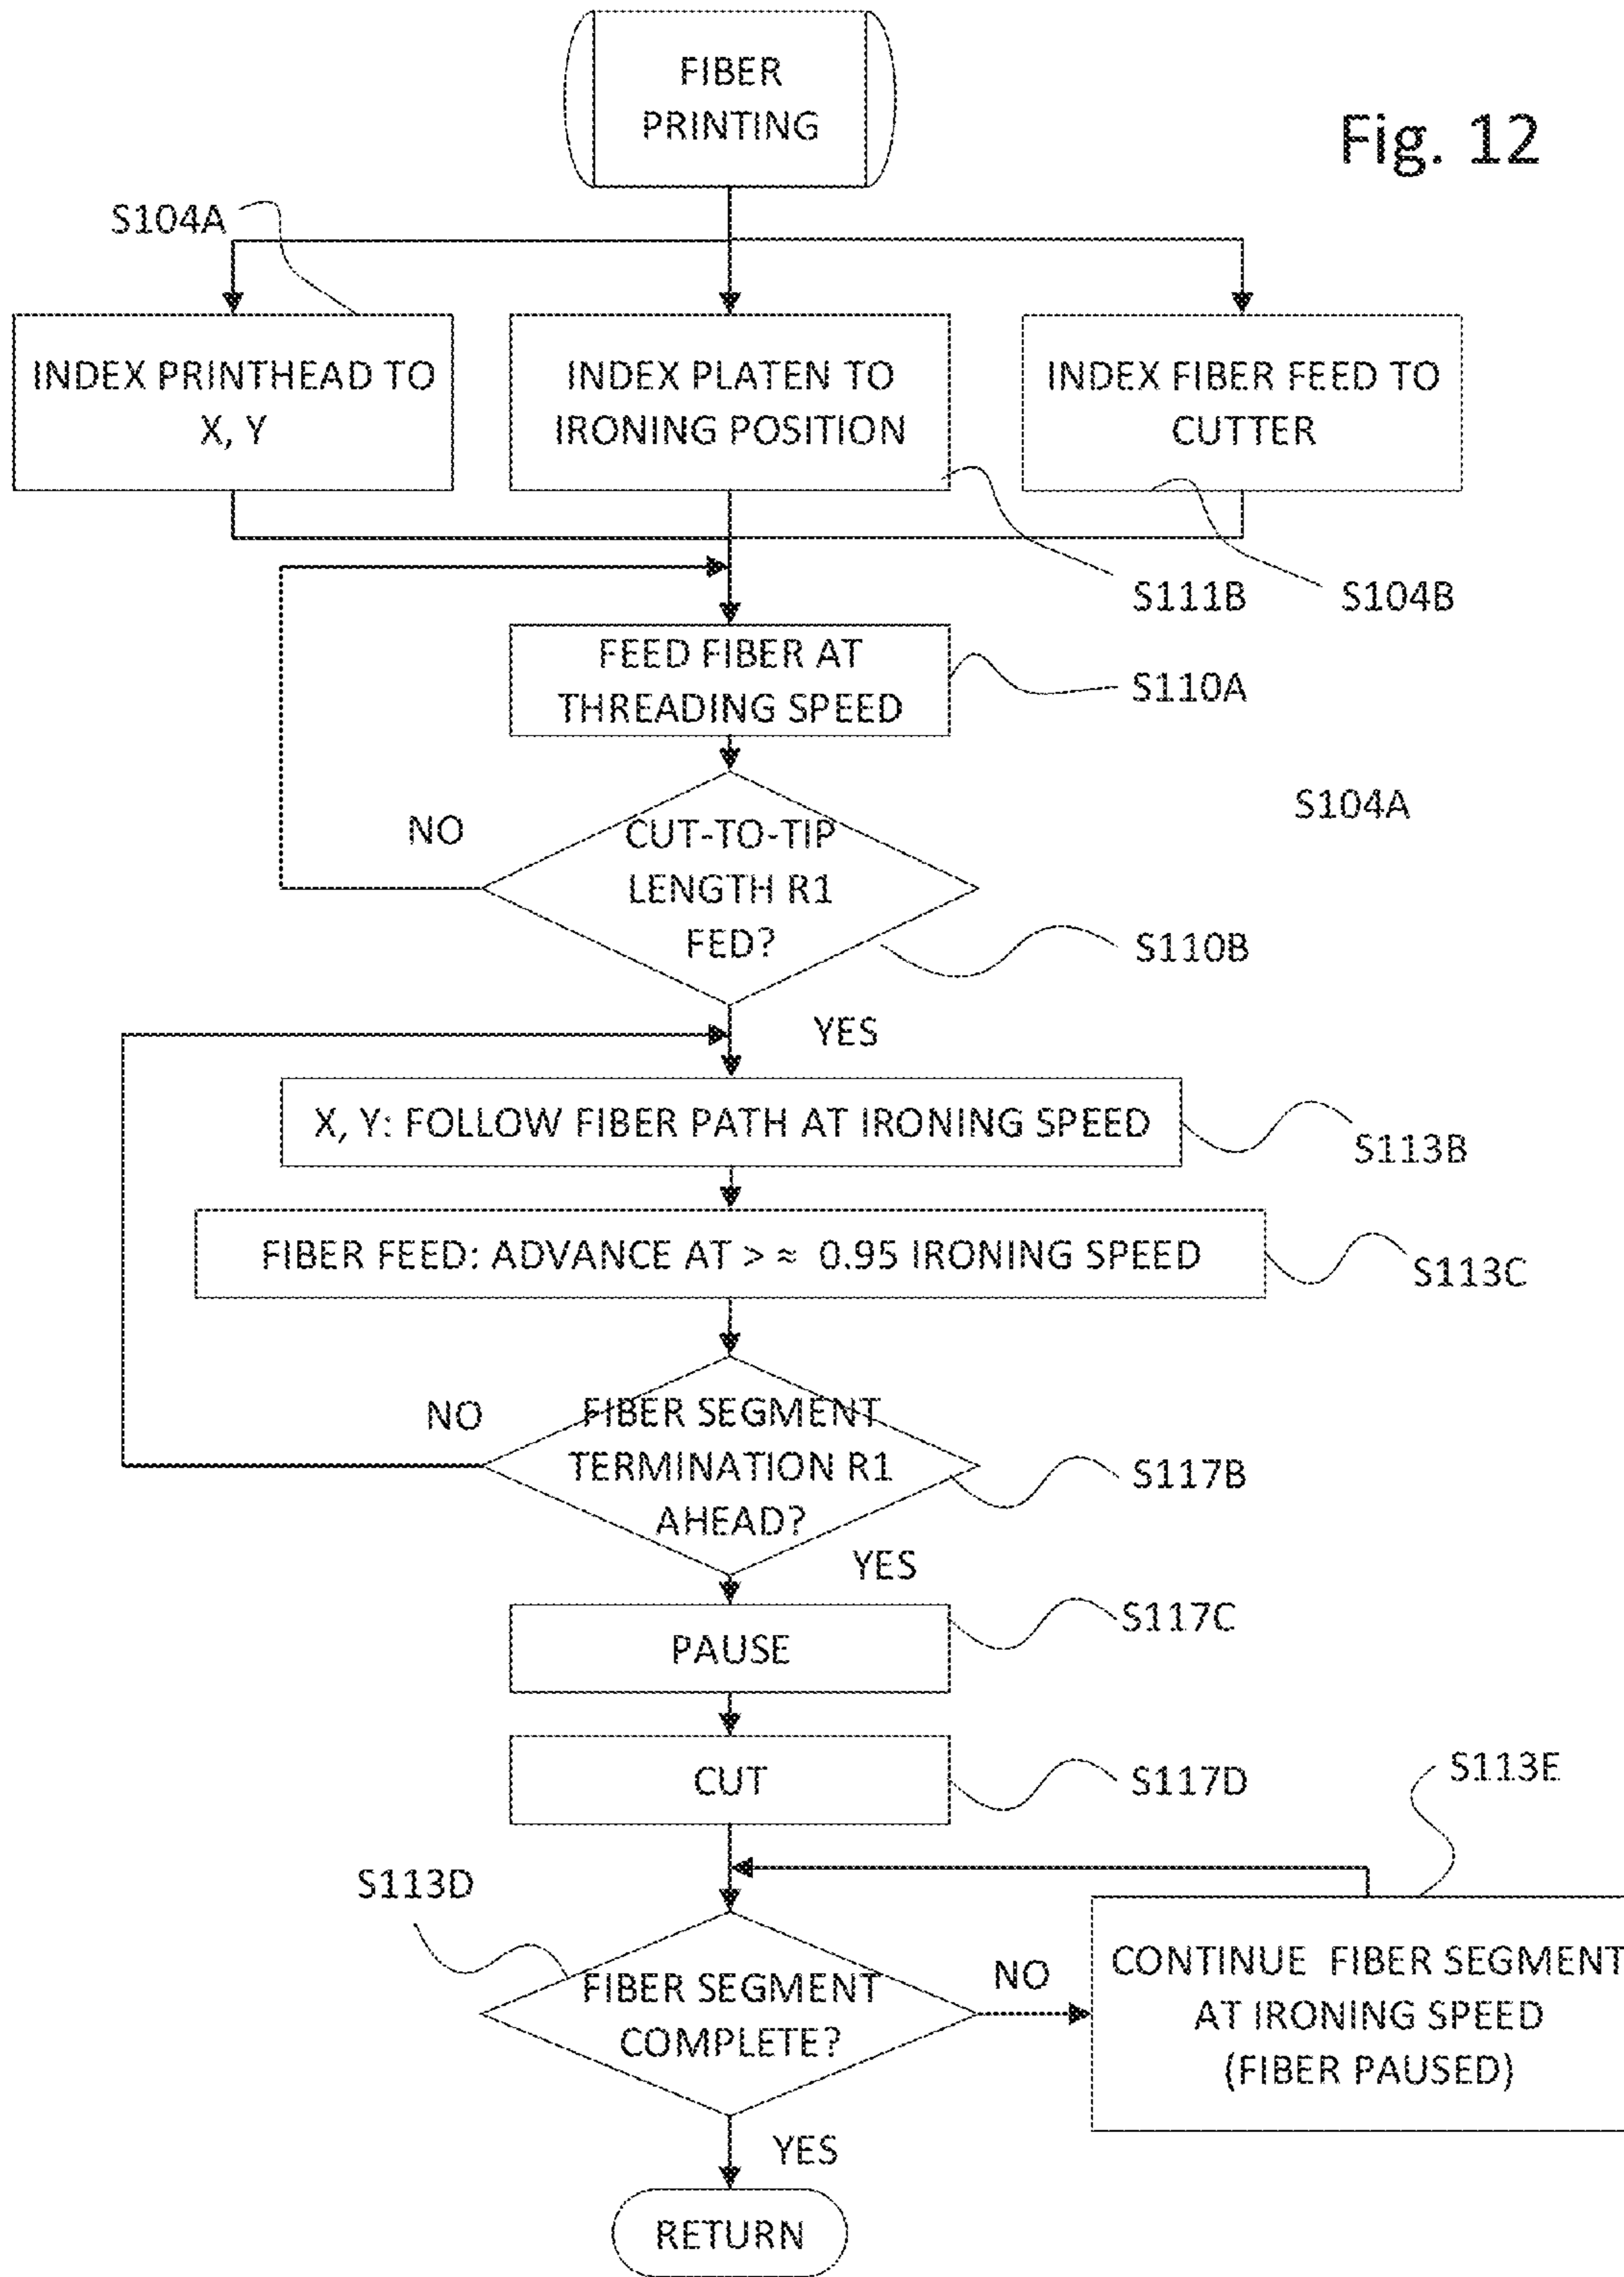 FIBER
PRINTING
Fig. 12
S104A
INDEX PRINTHEAD TO
X, Y
INDEX PLATEN TO
IRONING POSITION
INDEX FIBER FEED TO
CUTTER
S111B
S104B
FEED FIBER AT
THREADING SPEED
S110A
S104A
NO
CUT-TO-TIP
LENGTH R1
FED?
S110B
YES
X, Y: FOLLOW FIBER PATH AT IRONING SPEED
S113B
FIBER FEED: ADVANCE AT > ≈ 0.95 IRONING SPEED
S113C
NO
FIBER SEGMENT
TERMINATION R1
AHEAD?
S117B
YES
PAUSE
S117C
CUT
S117D
S113E
S113D
FIBER SEGMENT
COMPLETE?
NO
CONTINUE FIBER SEGMENT
AT IRONING SPEED
(FIBER PAUSED)
YES
RETURN